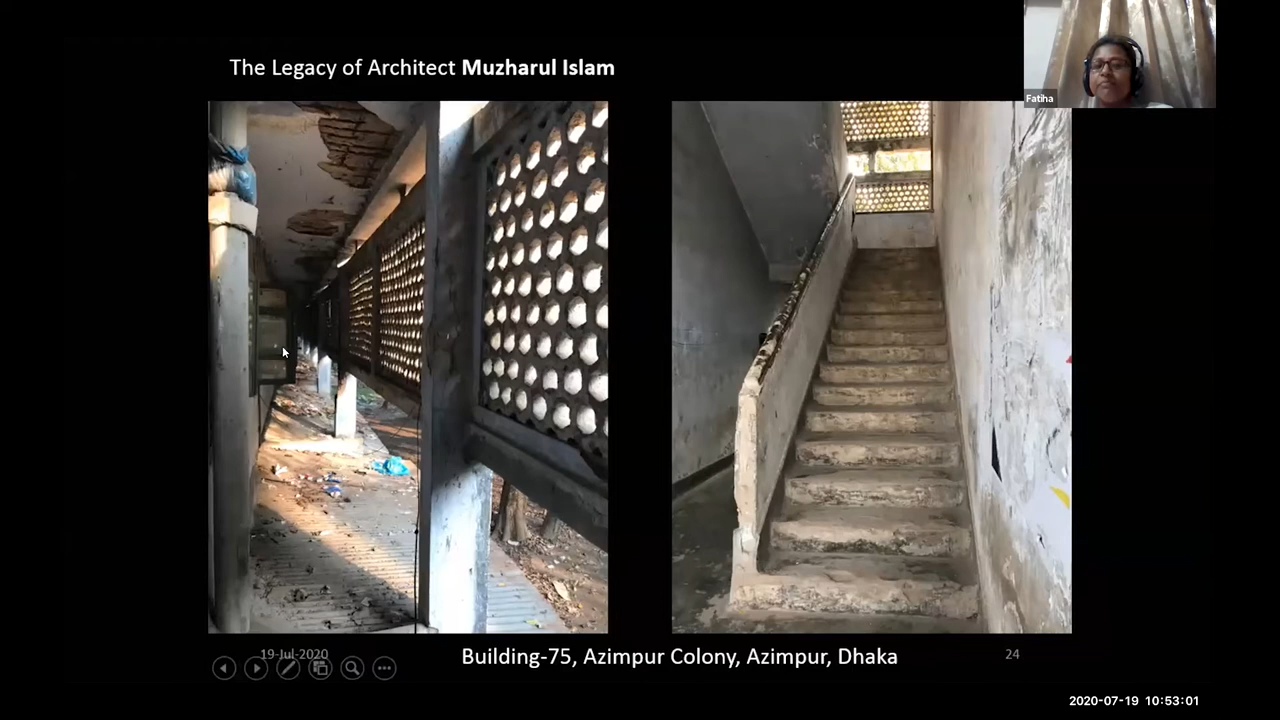 The Legacy of Architect Muzharul Islam
Fatiha
19-Jul-2020
Building-75, Azimpur Colony, Azimpur, Dhaka
24
2020-07-19 10:53:01